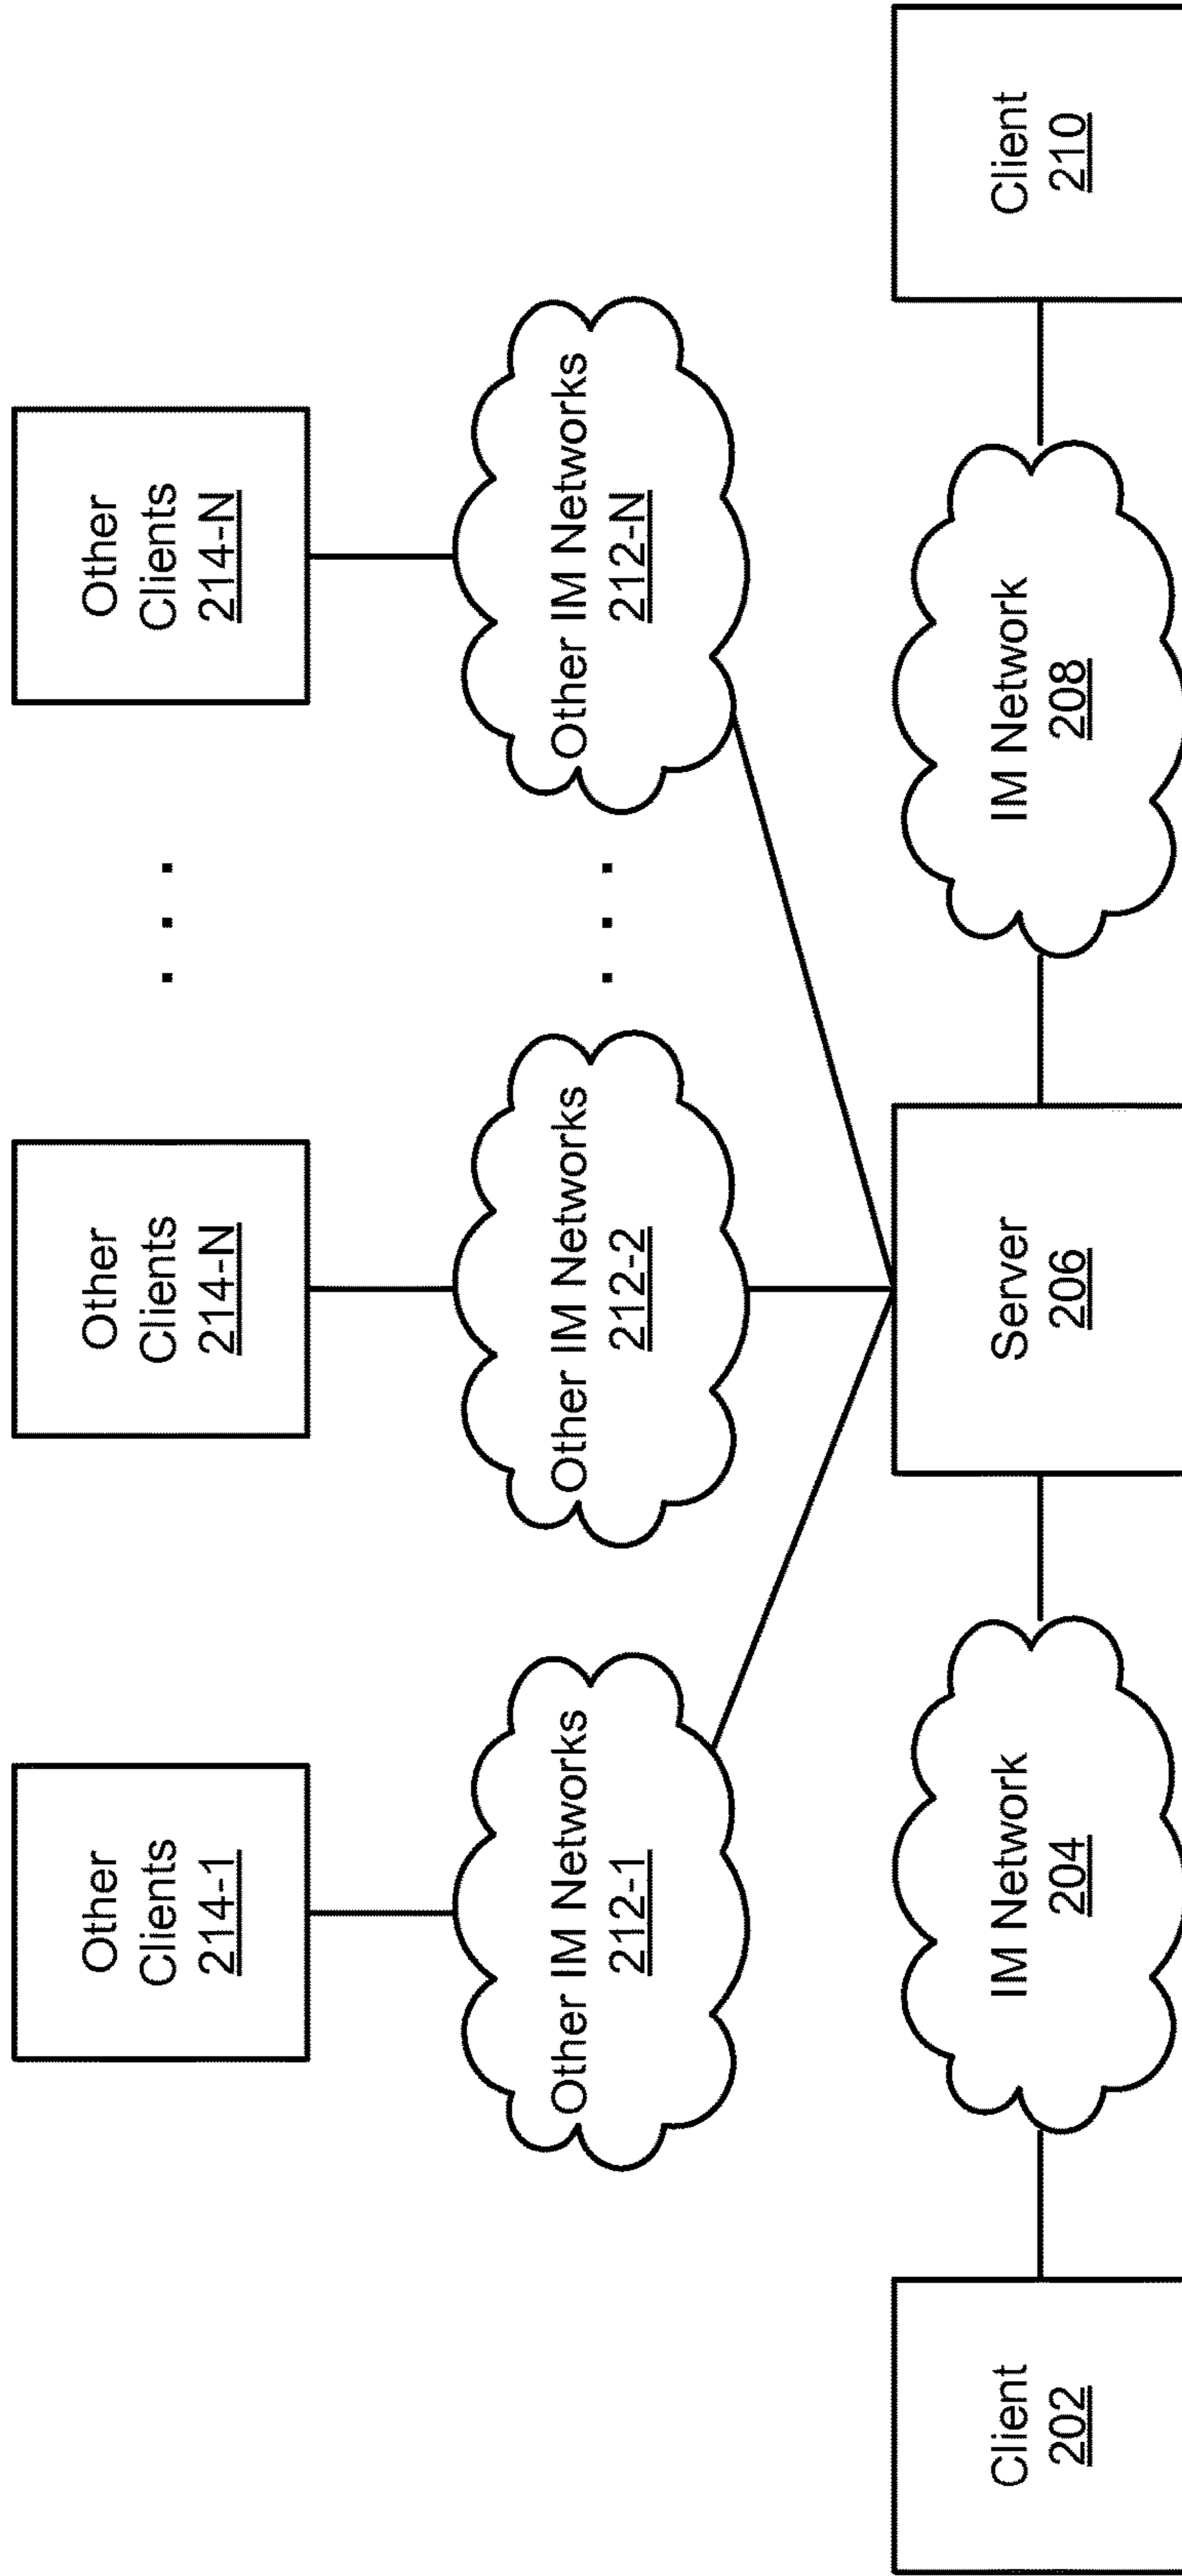 Other
Clients
214-1
Other
Clients
214-N
. . .
Other
Clients
214-N
Other IM Networks
212-1
Other IM Networks
212-2
. . .
Other IM Networks
212-N
Client
202
IM Network
204
Server
206
IM Network
208
Client
210